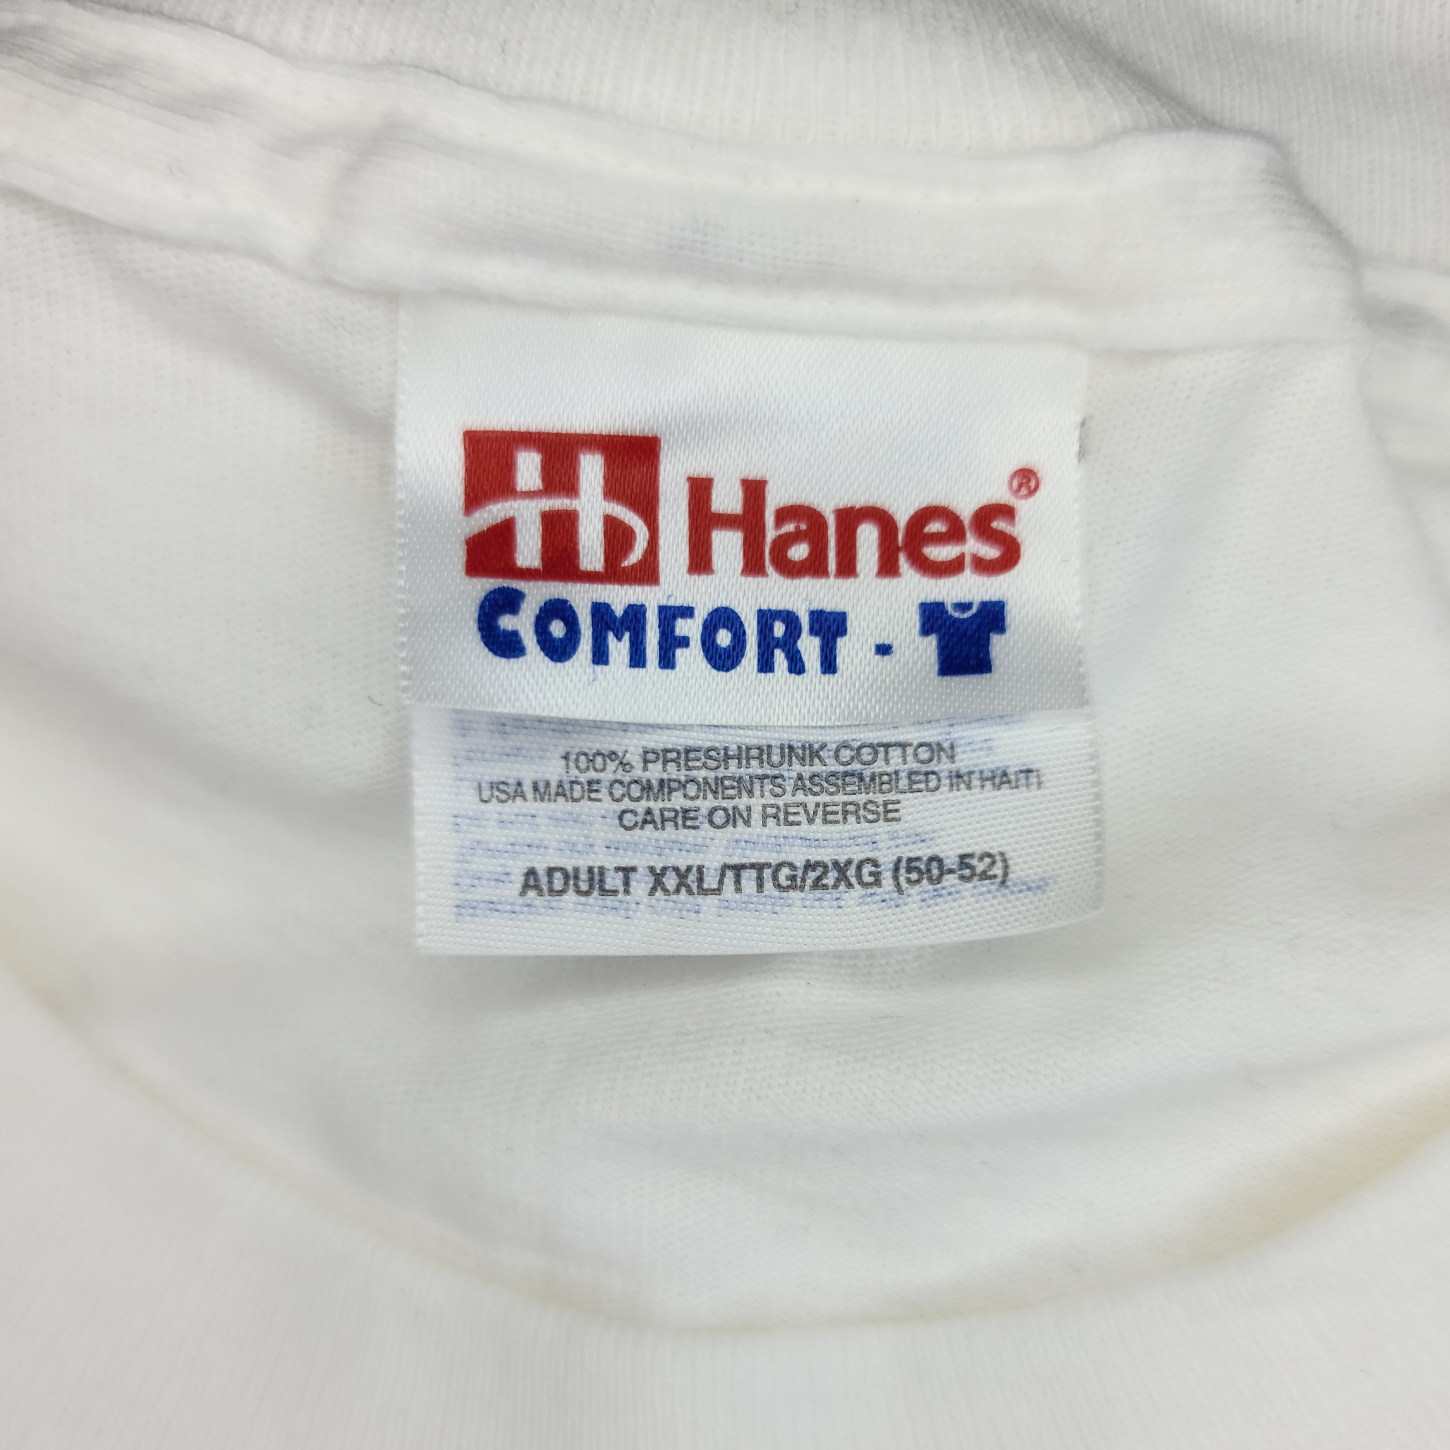 H Hanes®
COMFORT - 
100% PRESHRUNK COTTON
USA MADE COMPONENTS ASSEMBLED IN HAITI
CARE ON REVERSE
ADULT XXL/TTG/2XG (50-52)